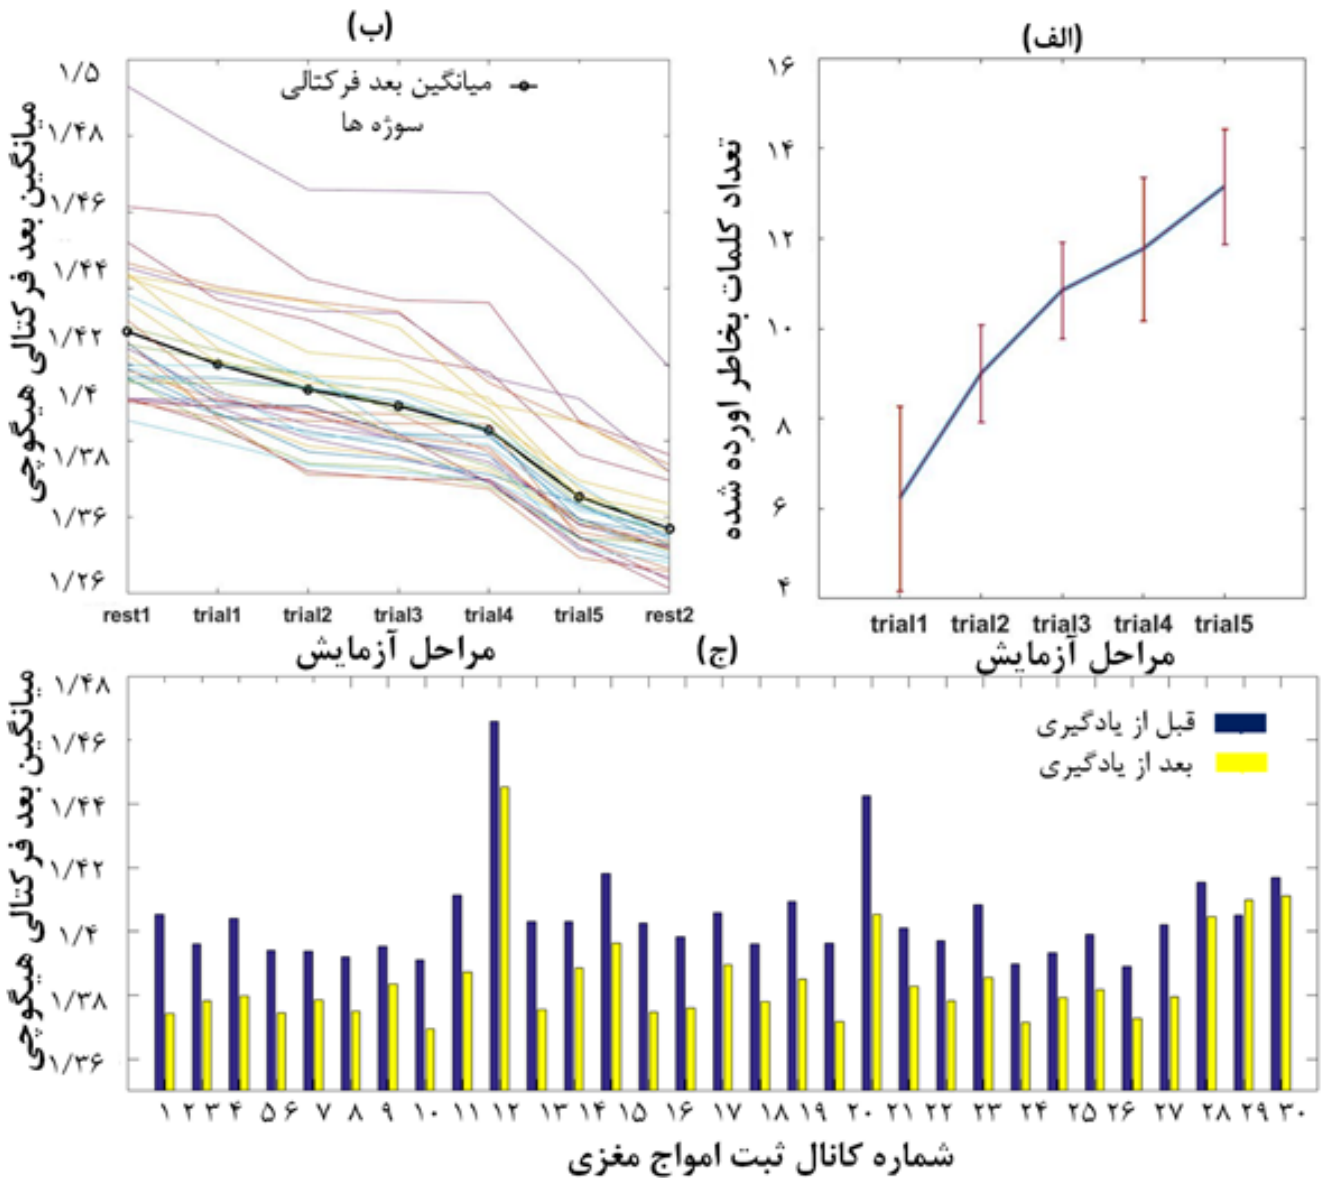 (ب)
میانگین بعد فرکتالی هیگوچی
۱/۵
۱/۴۸
۱/۴۶
۱/۴۴
۱/۴۲
۱/۴
۱/۳۸
۱/۳۶
۱/۲۶
میانگین بعد فرکتالی
سوژه ها
rest1 trial1 trial2 trial3 trial4 trial5 rest2
مراحل آزمایش
(الف)
تعداد کلمات بخاطر اورده شده
۱۶
۱۴
۱۲
۱۰
۸
۶
۴
trial1 trial2 trial3 trial4 trial5
مراحل آزمایش
(ج)
میانگین بعد فرکتالی هیگوچی
۱/۴۸
۱/۴۶
۱/۴۴
۱/۴۲
۱/۴
۱/۳۸
۱/۳۶
قبل از یادگیری
بعد از یادگیری
۱ ۲ ۳ ۴ ۵ ۶ ۷ ۸ ۹ ۱۰ ۱۱ ۱۲ ۱۳ ۱۴ ۱۵ ۱۶ ۱۷ ۱۸ ۱۹ ۲۰ ۲۱ ۲۲ ۲۳ ۲۴ ۲۵ ۲۶ ۲۷ ۲۸ ۲۹ ۳۰
شماره کانال ثبت امواج مغزی